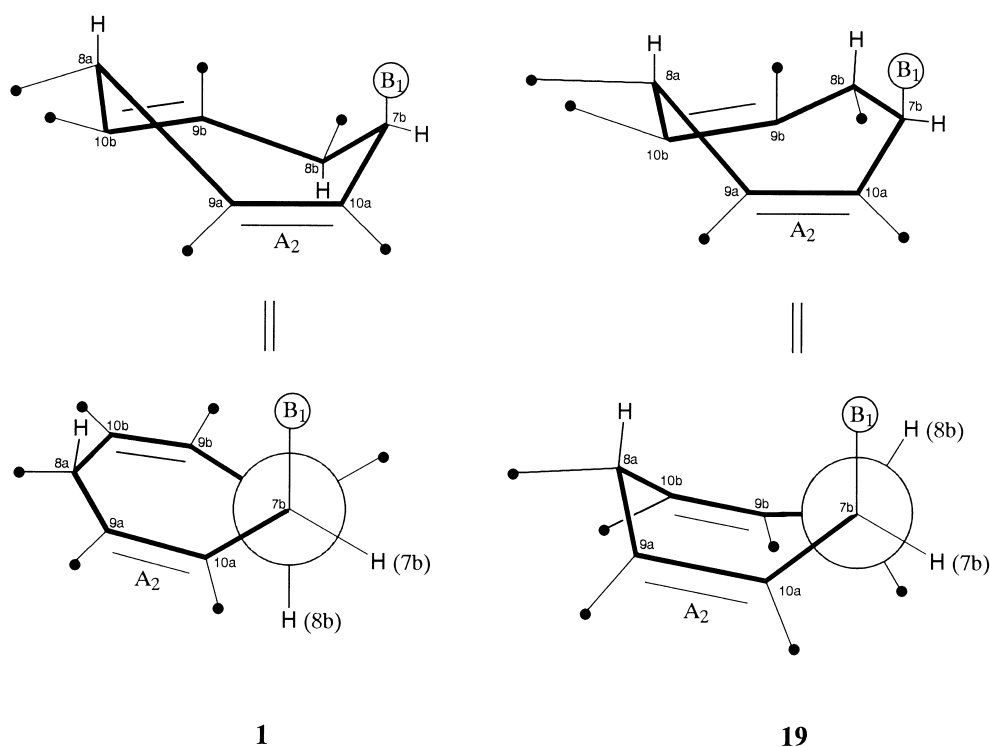 H H
8a B1 8a 8b B1
7b H 7b H
10b 9b 10b 9b
8b
H
9a 10a 9a 10a
A2 A2
B1 B1
H (8b)
H 10b 9b H
8a 8a 10b
7b 9b 7b
9a 9a
H (7b) H (7b)
A2 10a 10a
A2
H (8b)
1 19